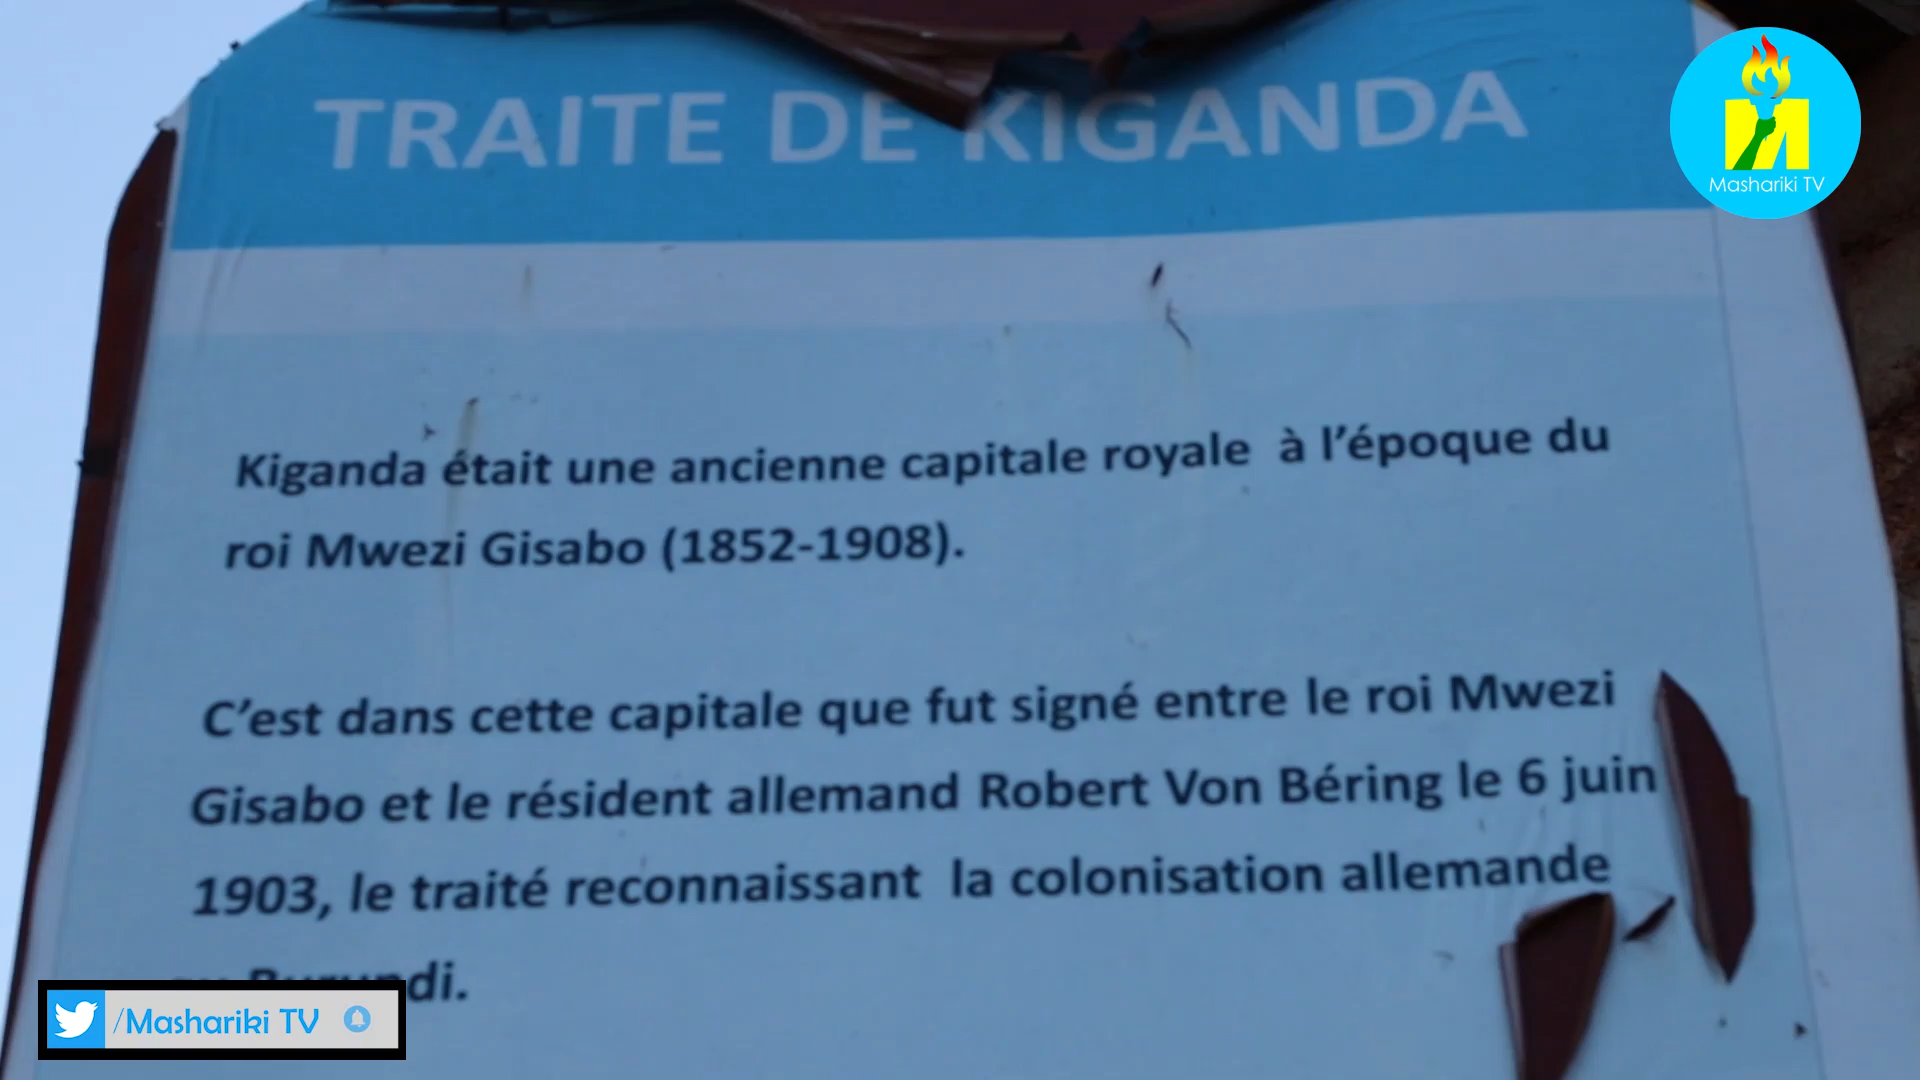 TRAITE DE KIGANDA
Mashariki TV
Kiganda était une ancienne capitale royale à l'époque du
roi Mwezi Gisabo (1852-1908).
C'est dans cette capitale que fut signé entre le roi Mwezi
Gisabo et le résident allemand Robert Von Béring le 6 juin
1903, le traité reconnaissant la colonisation allemande
Burundi.
/Mashariki TV